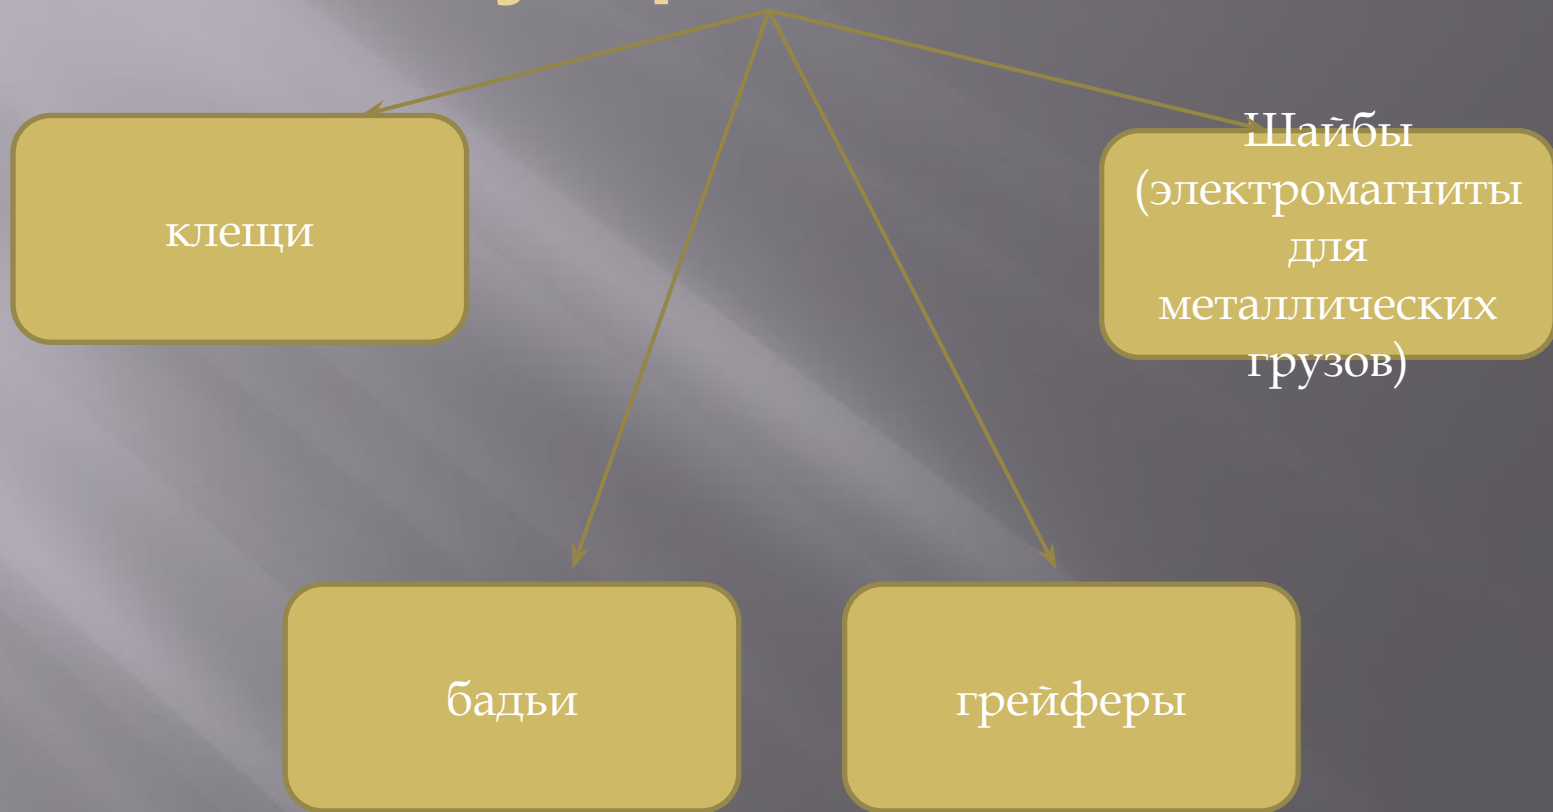 клещи
Шайбы
(электромагниты
для
металлических
грузов)
бадьи
грейферы